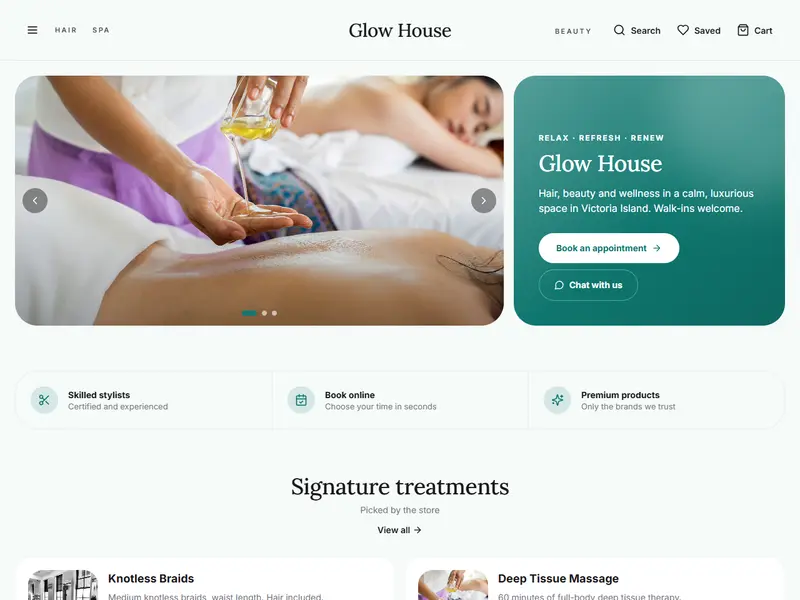 HAIR SPA
Glow House
BEAUTY
Search
Saved
Cart
RELAX · REFRESH · RENEW
Glow House
Hair, beauty and wellness in a calm, luxurious
space in Victoria Island. Walk-ins welcome.
Book an appointment
Chat with us
Skilled stylists
Certified and experienced
Book online
Choose your time in seconds
Premium products
Only the brands we trust
Signature treatments
Picked by the store
View all
Knotless Braids
Medium knotless braids, waist length. Hair included.
Deep Tissue Massage
60 minutes of full-body deep tissue therapy.